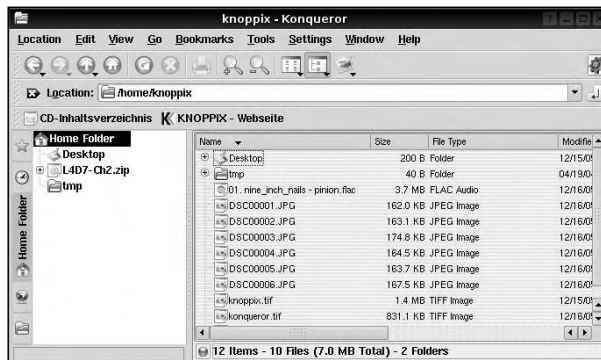 knoppix - Konqueror
Location Edit View Go Bookmarks Tools Settings Window Help
Location: /home/knoppix
CD-Inhaltsverzeichnis KNOPPIX - Webseite
Home Folder
Desktop
L4D7-Ch2.zip
tmp
Home Folder
Name Size File Type Modifie
Desktop 200 B Folder 12/15/0
tmp 40 B Folder 04/19/0
01. nine_inch_nails - pinion.flac 3.7 MB FLAC Audio 12/16/0
DSC00001.JPG 162.0 KB JPEG Image 12/16/0
DSC00002.JPG 163.1 KB JPEG Image 12/16/0
DSC00003.JPG 174.8 KB JPEG Image 12/16/0
DSC00004.JPG 164.5 KB JPEG Image 12/16/0
DSC00005.JPG 163.7 KB JPEG Image 12/16/0
DSC00006.JPG 167.5 KB JPEG Image 12/16/0
knoppix.tif 1.4 MB TIFF Image 12/15/0
konqueror.tif 831.1 KB TIFF Image 12/16/0
12 Items - 10 Files (7.0 MB Total) - 2 Folders